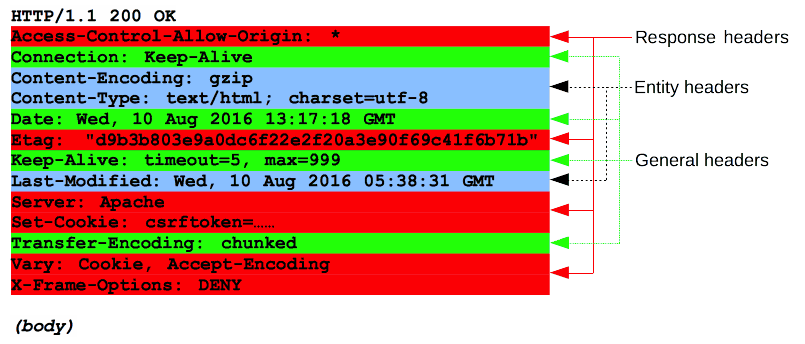 HTTP/1.1 200 OK
Access-Control-Allow-Origin: *
Connection: Keep-Alive
Content-Encoding: gzip
Content-Type: text/html; charset=utf-8
Date: Wed, 10 Aug 2016 13:17:18 GMT
Etag: "d9b3b803e9a0dc6f22e2f20a3e90f69c41f6b71b"
Keep-Alive: timeout=5, max=999
Last-Modified: Wed, 10 Aug 2016 05:38:31 GMT
Server: Apache
Set-Cookie: csrftoken=……
Transfer-Encoding: chunked
Vary: Cookie, Accept-Encoding
X-Frame-Options: DENY
(body)
Response headers
Entity headers
General headers